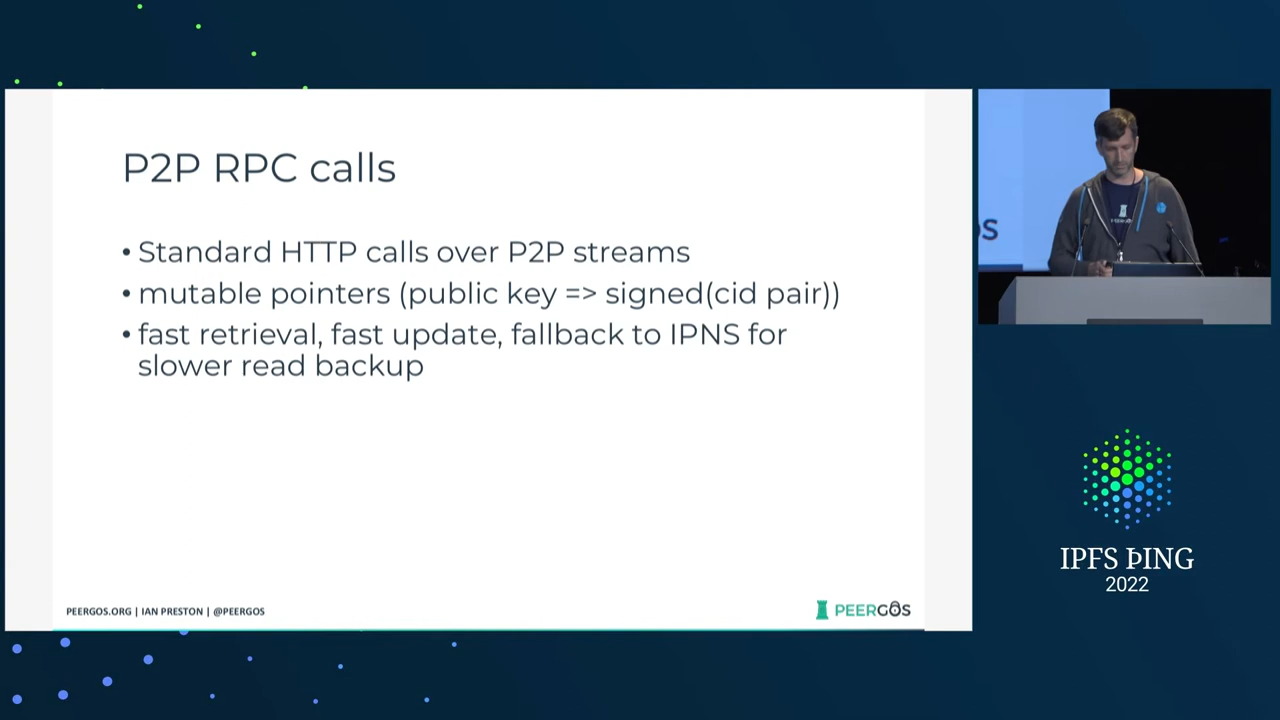 P2P RPC calls
• Standard HTTP calls over P2P streams
• mutable pointers (public key => signed(cid pair))
• fast retrieval, fast update, fallback to IPNS for
slower read backup
PEERGOS.ORG | IAN PRESTON | @PEERGOS
PEERGOS
OS
IPFS ÞING
2022